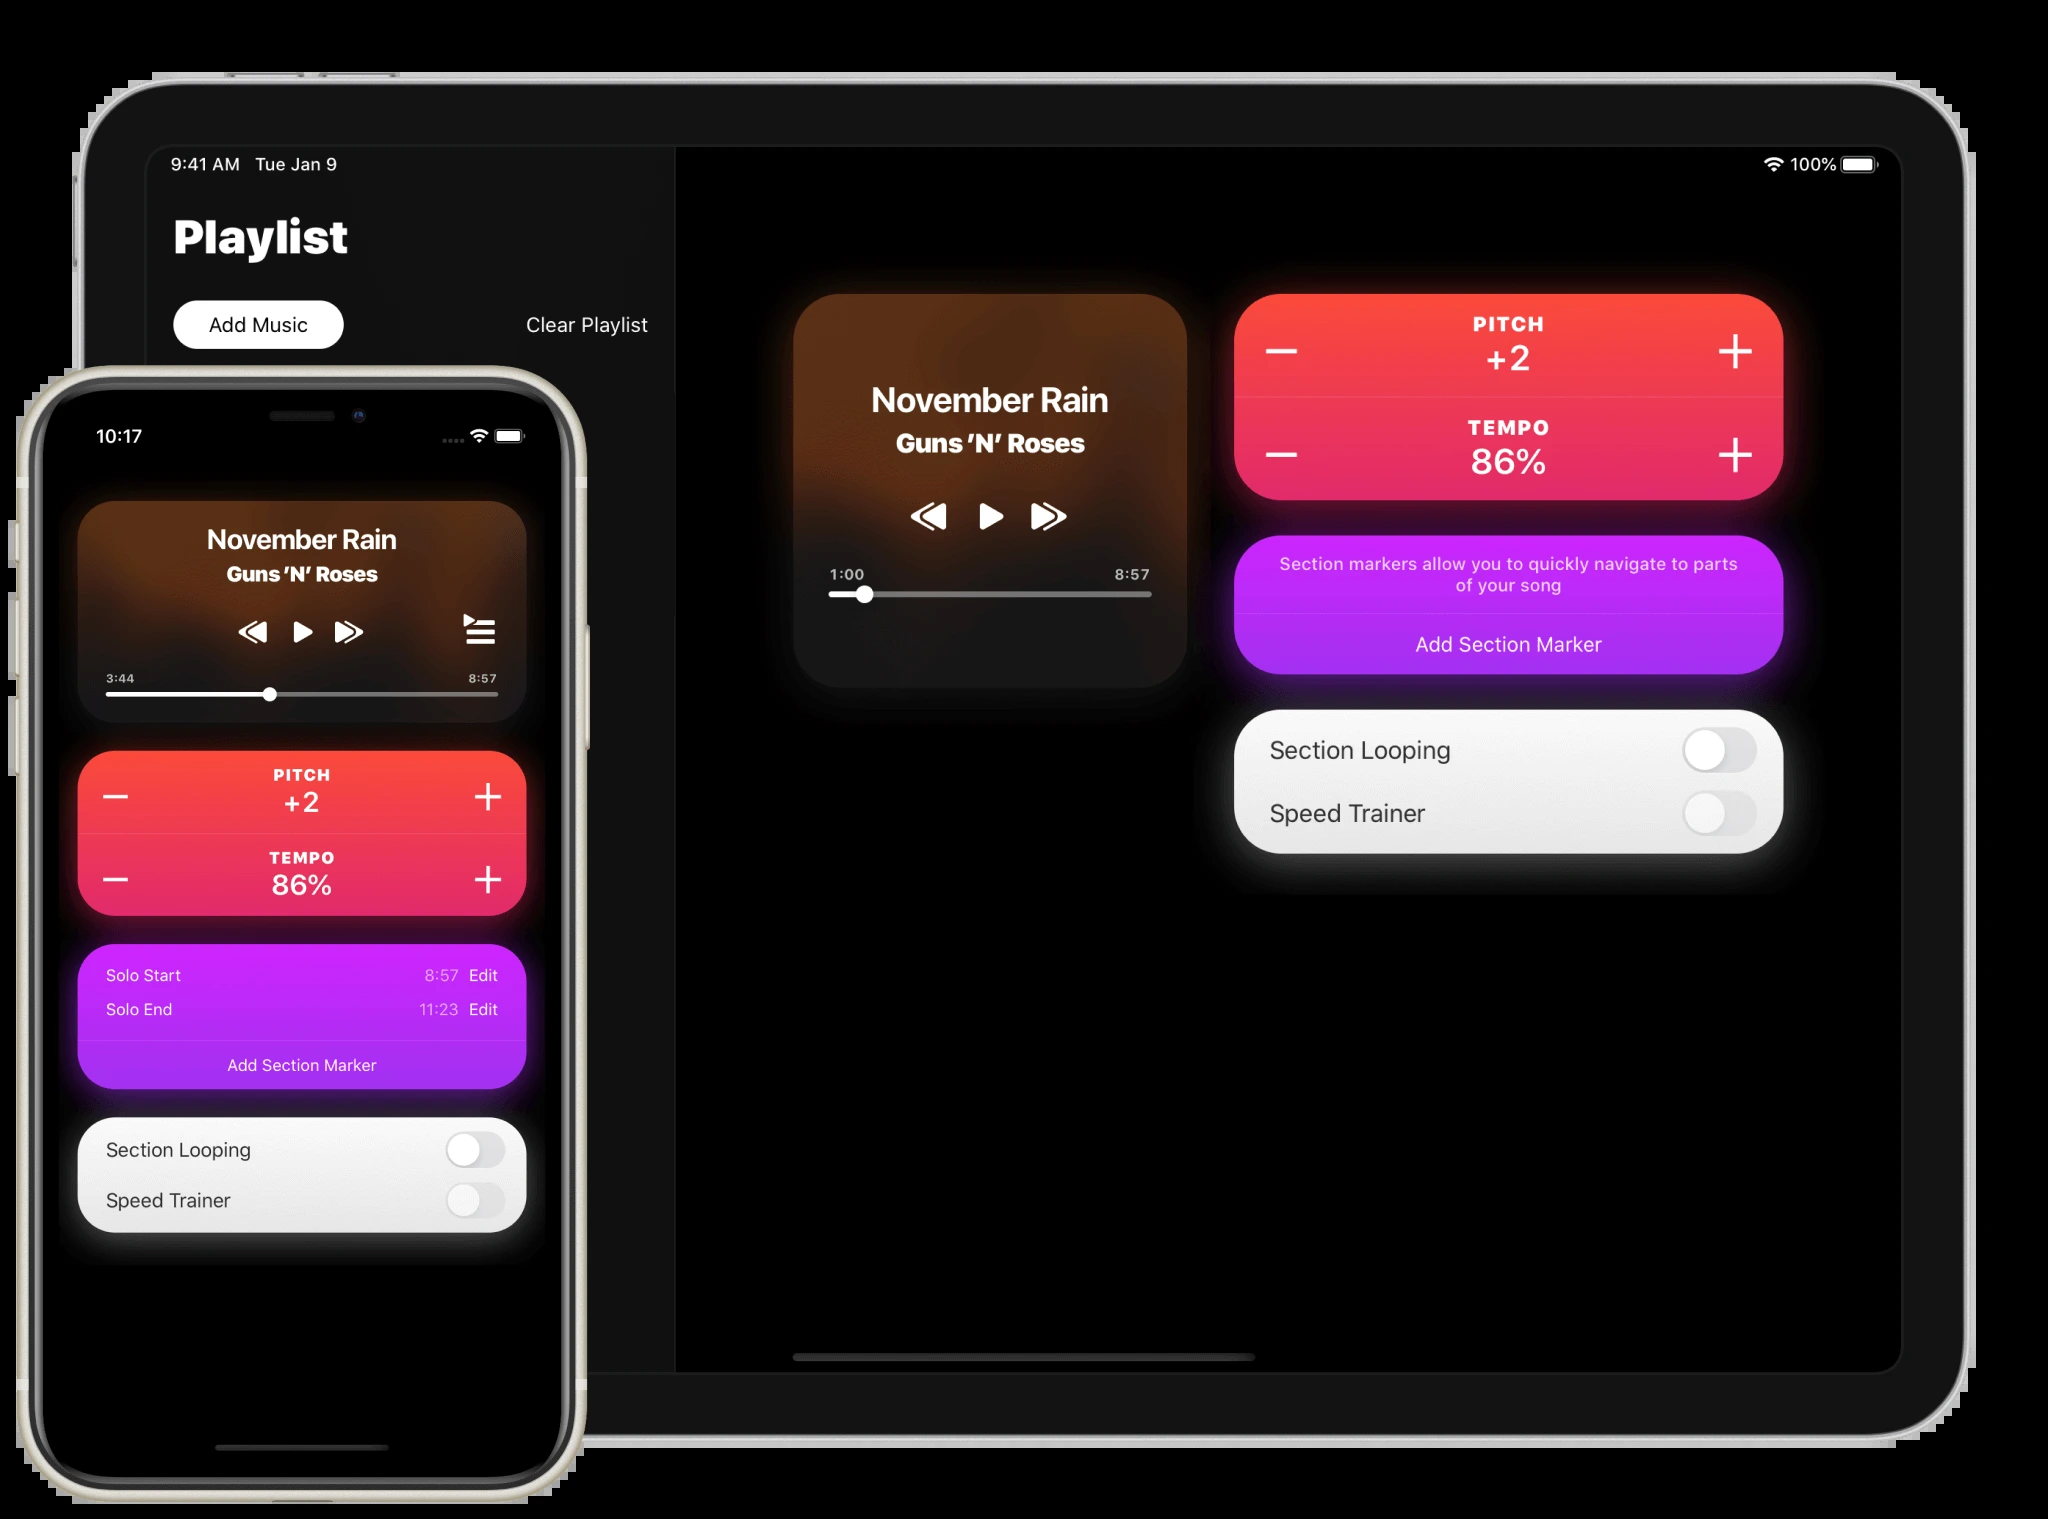 9:41 AM Tue Jan 9
100%
Playlist
Add Music
Clear Playlist
November Rain
Guns 'N' Roses
1:00
8:57
PITCH
+2
TEMPO
86%
Section markers allow you to quickly navigate to parts
of your song
Add Section Marker
Section Looping
Speed Trainer
10:17
November Rain
Guns 'N' Roses
3:44
8:57
PITCH
+2
TEMPO
86%
Solo Start 8:57 Edit
Solo End 11:23 Edit
Add Section Marker
Section Looping
Speed Trainer